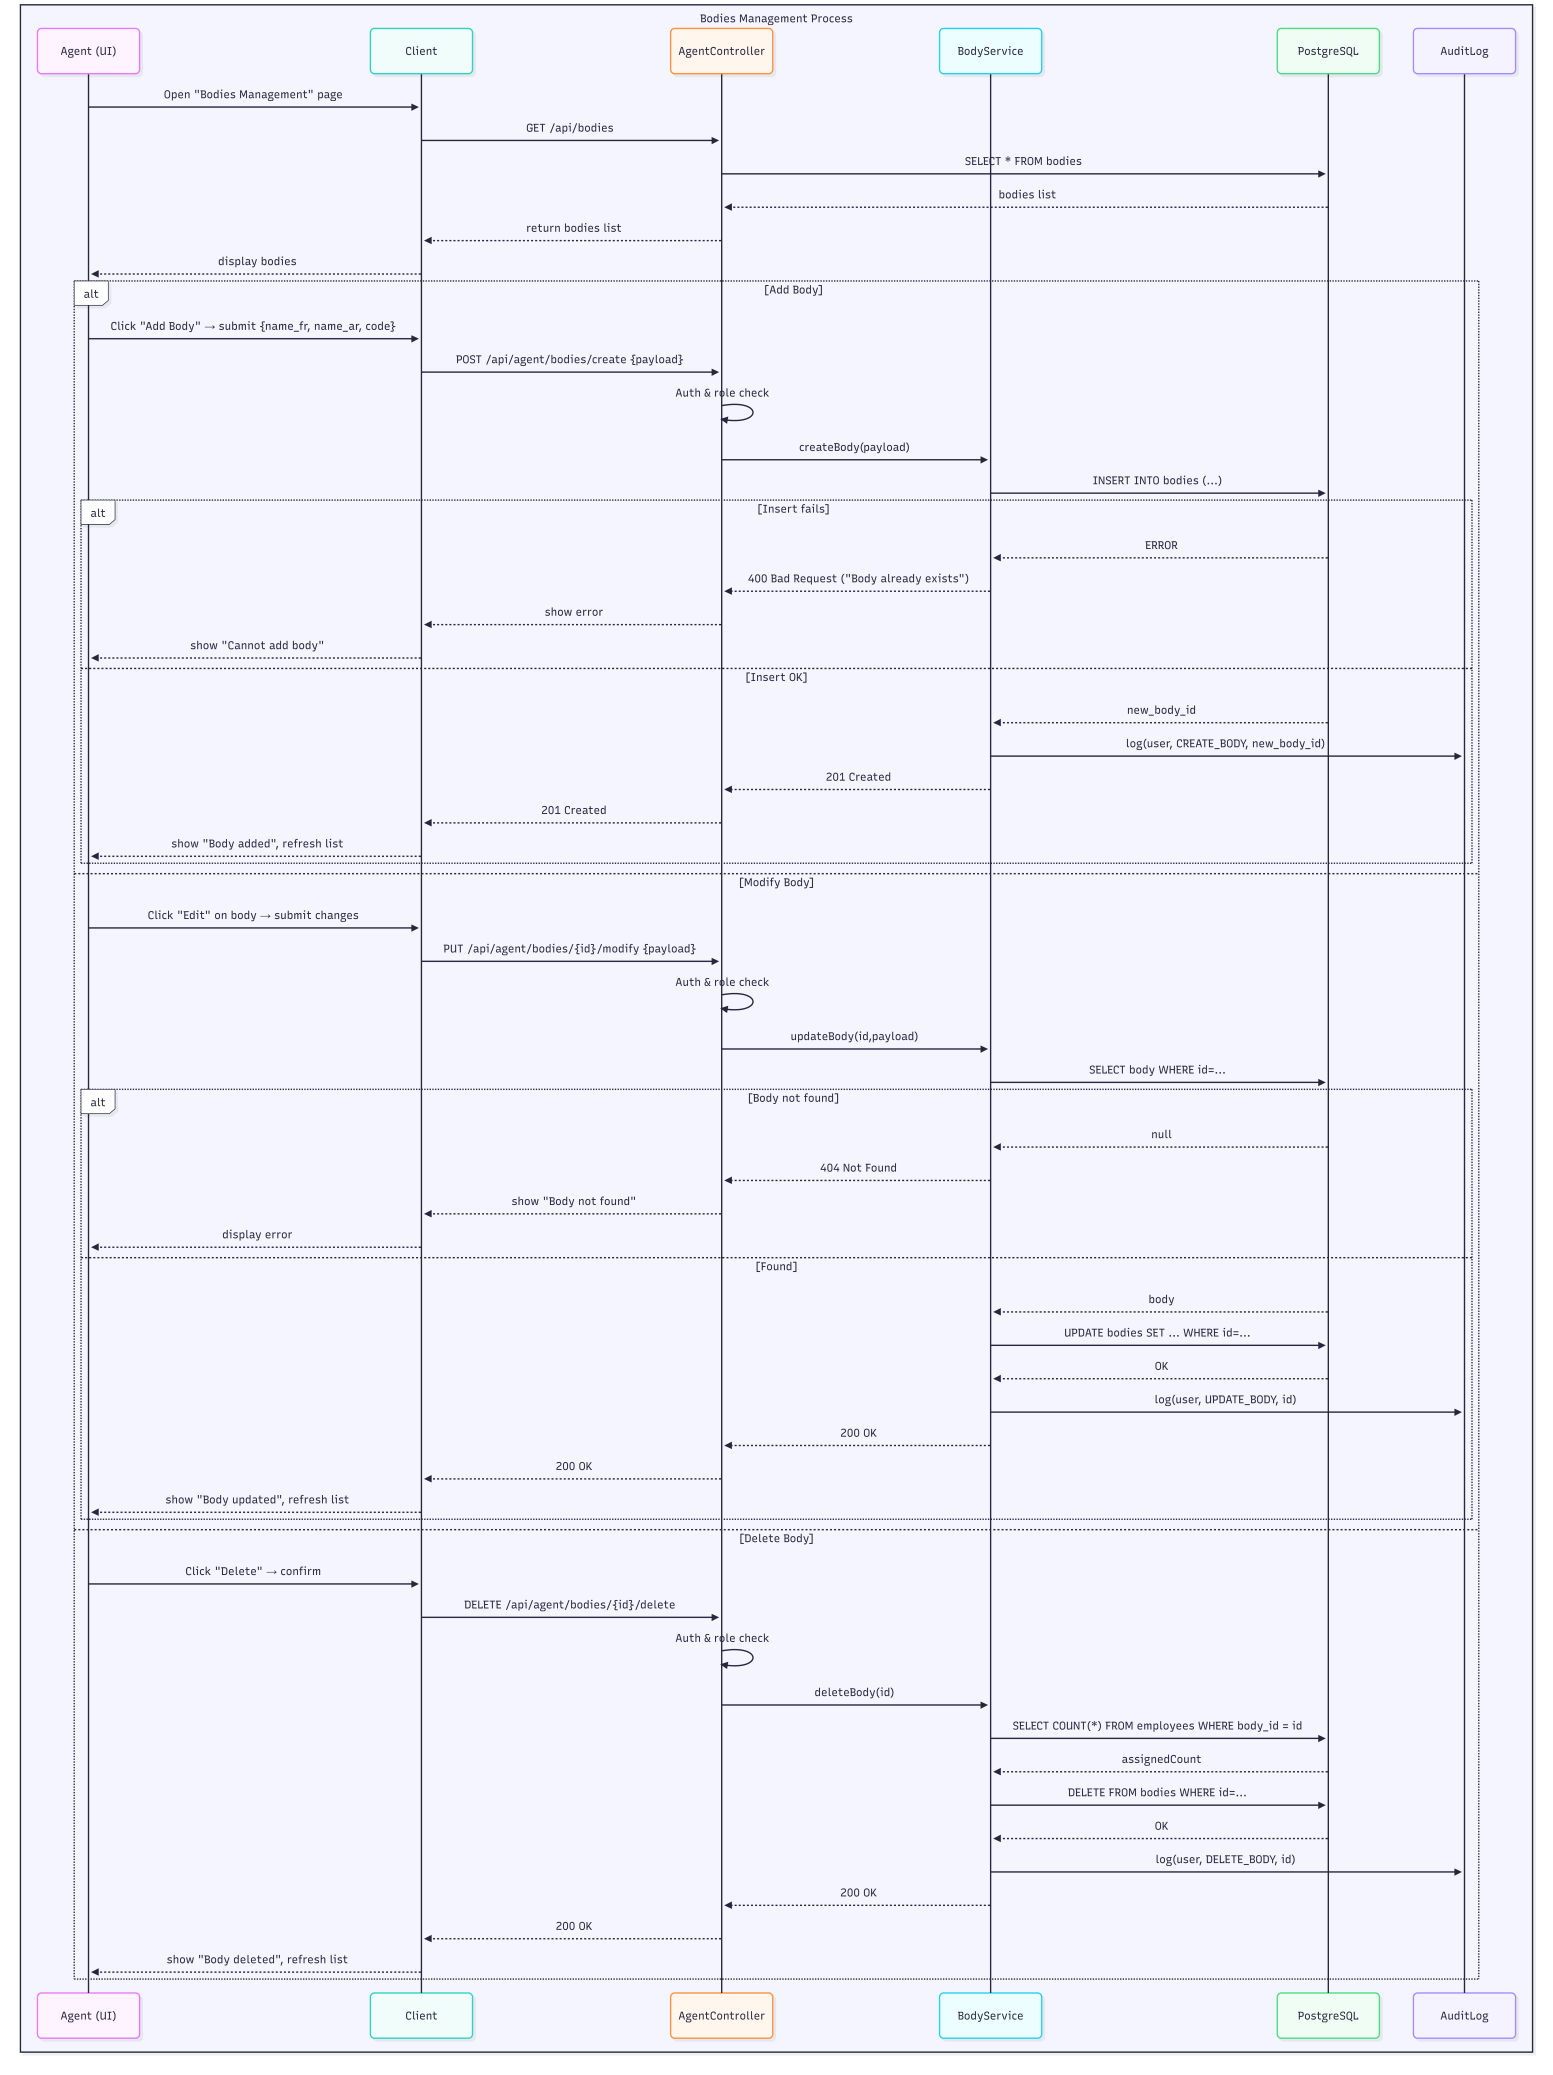 Bodies Management Process
Agent (UI)
Client
AgentController
BodyService
PostgreSQL
AuditLog
Open "Bodies Management" page
GET /api/bodies
SELECT * FROM bodies
bodies list
return bodies list
display bodies
alt
[Add Body]
Click "Add Body" → submit {name_fr, name_ar, code}
POST /api/agent/bodies/create {payload}
Auth & role check
createBody(payload)
INSERT INTO bodies (...)
alt
[Insert fails]
ERROR
400 Bad Request ("Body already exists")
show error
show "Cannot add body"
[Insert OK]
new_body_id
log(user, CREATE_BODY, new_body_id)
201 Created
201 Created
show "Body added", refresh list
[Modify Body]
Click "Edit" on body → submit changes
PUT /api/agent/bodies/{id}/modify {payload}
Auth & role check
updateBody(id,payload)
SELECT body WHERE id=...
alt
[Body not found]
null
404 Not Found
show "Body not found"
display error
[Found]
body
UPDATE bodies SET ... WHERE id=...
OK
log(user, UPDATE_BODY, id)
200 OK
200 OK
show "Body updated", refresh list
[Delete Body]
Click "Delete" → confirm
DELETE /api/agent/bodies/{id}/delete
Auth & role check
deleteBody(id)
SELECT COUNT(*) FROM employees WHERE body_id = id
assignedCount
DELETE FROM bodies WHERE id=...
OK
log(user, DELETE_BODY, id)
200 OK
200 OK
show "Body deleted", refresh list
Agent (UI)
Client
AgentController
BodyService
PostgreSQL
AuditLog